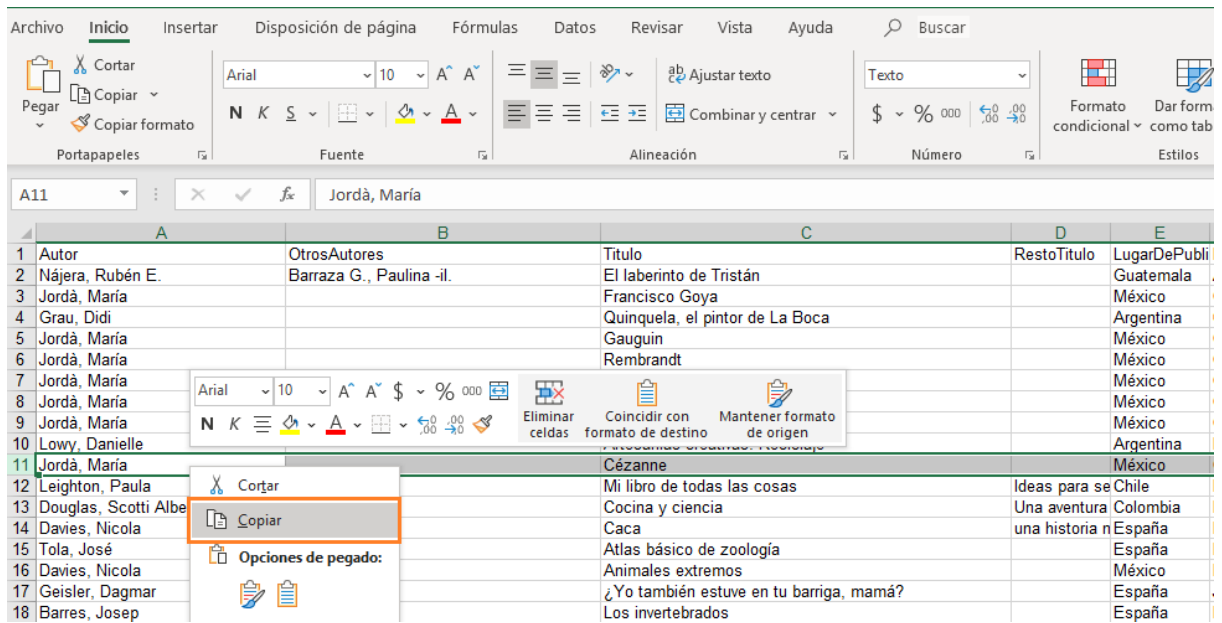 Archivo Inicio Insertar Disposición de página Fórmulas Datos Revisar Vista Ayuda Buscar
Cortar
Copiar
Copiar formato
Pegar
Portapapeles
Arial 10 A A
N K S A
Fuente
ab Ajustar texto
Combinar y centrar
Alineación
Texto
$ % 000 ,00 ,00
Número
Formato condicional
Dar form
como tab
Estilos
A11 fx Jordà, María
A B C D E
1 Autor OtrosAutores Titulo RestoTitulo LugarDePubli
2 Nájera, Rubén E. Barraza G., Paulina -il. El laberinto de Tristán Guatemala
3 Jordà, María Francisco Goya México
4 Grau, Didi Quinquela, el pintor de La Boca Argentina
5 Jordà, María Gauguin México
6 Jordà, María Rembrandt México
7 Jordà, María México
8 Jordà, María México
9 Jordà, María México
10 Lowy, Danielle Argentina
11 Jordà, María Cézanne México
12 Leighton, Paula Mi libro de todas las cosas Ideas para se Chile
13 Douglas, Scotti Albe Cocina y ciencia Una aventura Colombia
14 Davies, Nicola Caca una historia n España
15 Tola, José Atlas básico de zoología España
16 Davies, Nicola Animales extremos México
17 Geisler, Dagmar ¿Yo también estuve en tu barriga, mamá? España
18 Barres, Josep Los invertebrados España
Arial 10 A A $ % 000
N K A ,00 ,00
Eliminar celdas
Coincidir con formato de destino
Mantener formato de origen
Cortar
Copiar
Opciones de pegado: